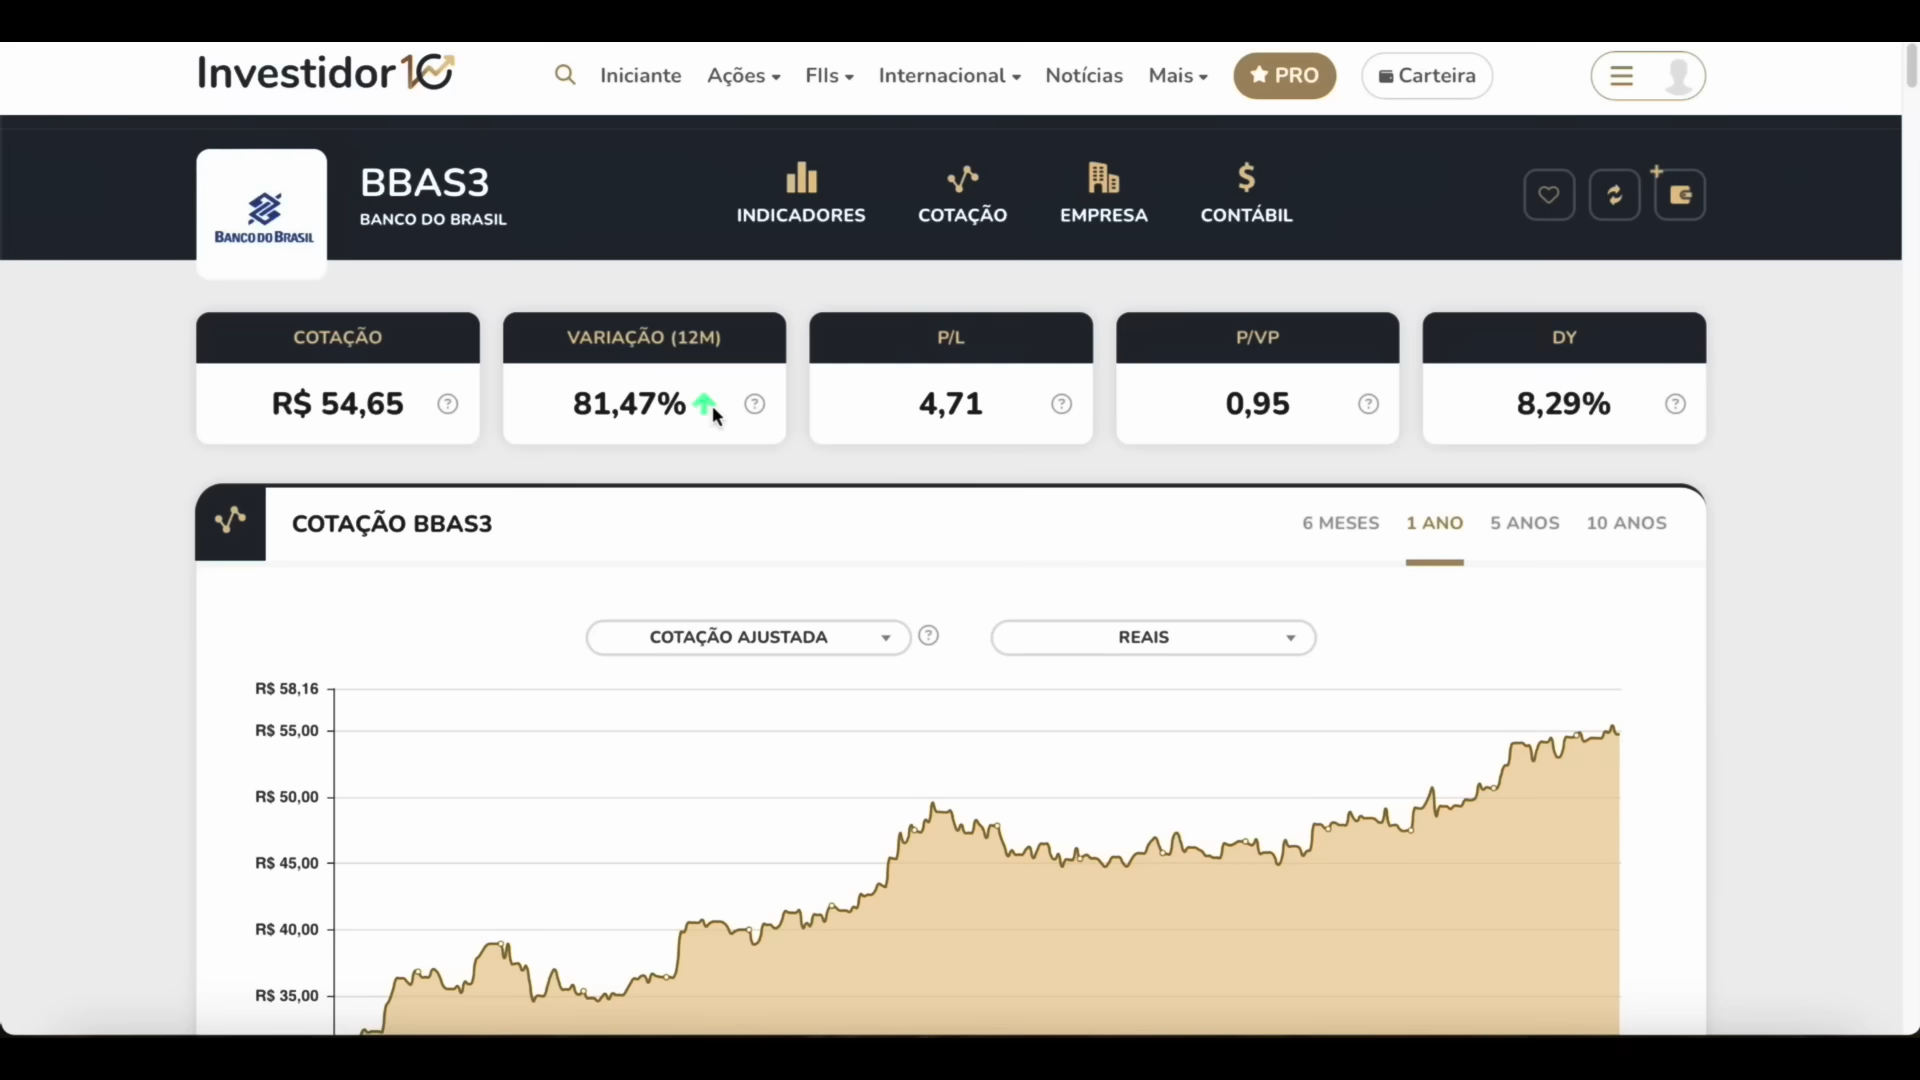 Investidor 10
Iniciante Ações FIIs Internacional Notícias Mais PRO Carteira
BANCO DO BRASIL
BBAS3
BANCO DO BRASIL
INDICADORES COTAÇÃO EMPRESA CONTÁBIL
COTAÇÃO VARIAÇÃO (12M) P/L P/VP DY
R$ 54,65 ? 81,47% ? 4,71 ? 0,95 ? 8,29% ?
COTAÇÃO BBAS3 6 MESES 1 ANO 5 ANOS 10 ANOS
COTAÇÃO AJUSTADA ? REAIS
R$ 58,16
R$ 55,00
R$ 50,00
R$ 45,00
R$ 40,00
R$ 35,00